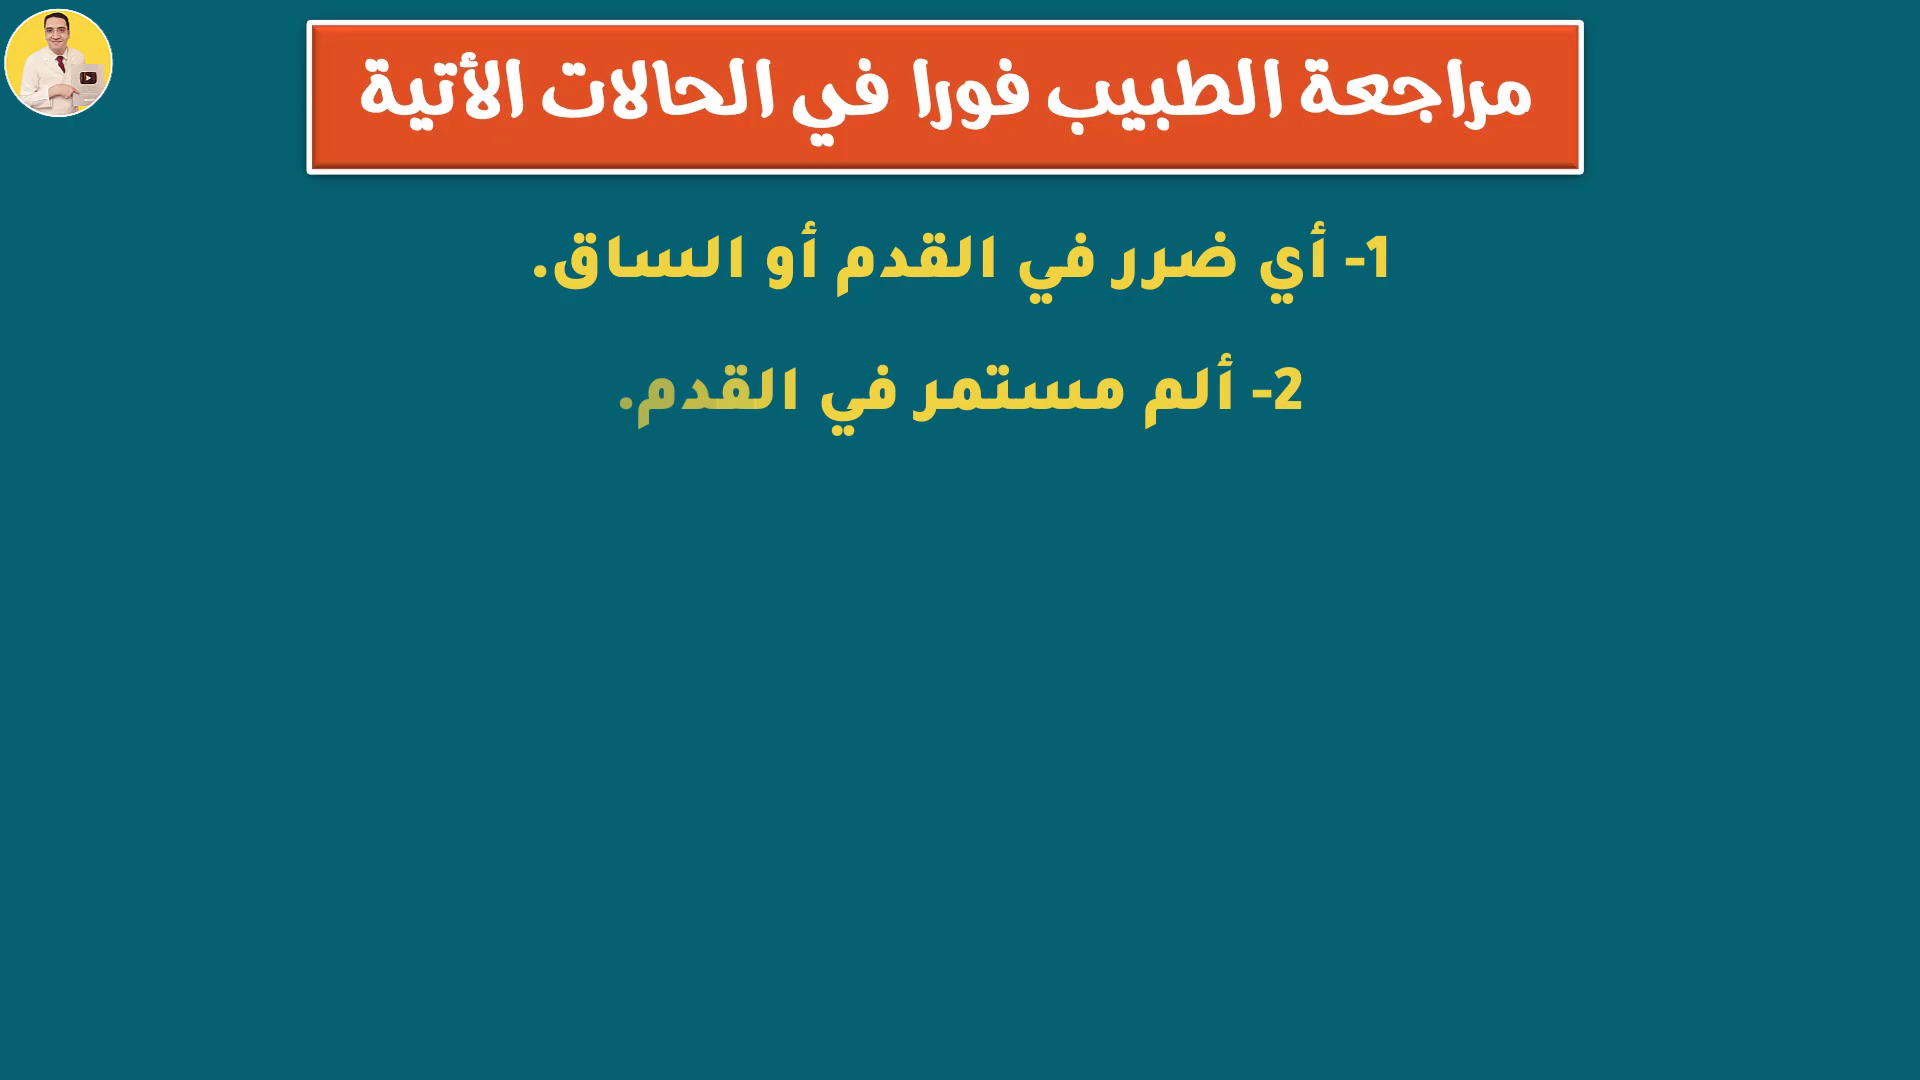 مراجعة الطبيب فورا في الحالات الأتية
1- أي ضرر في القدم أو الساق.
2- ألم مستمر في القدم.